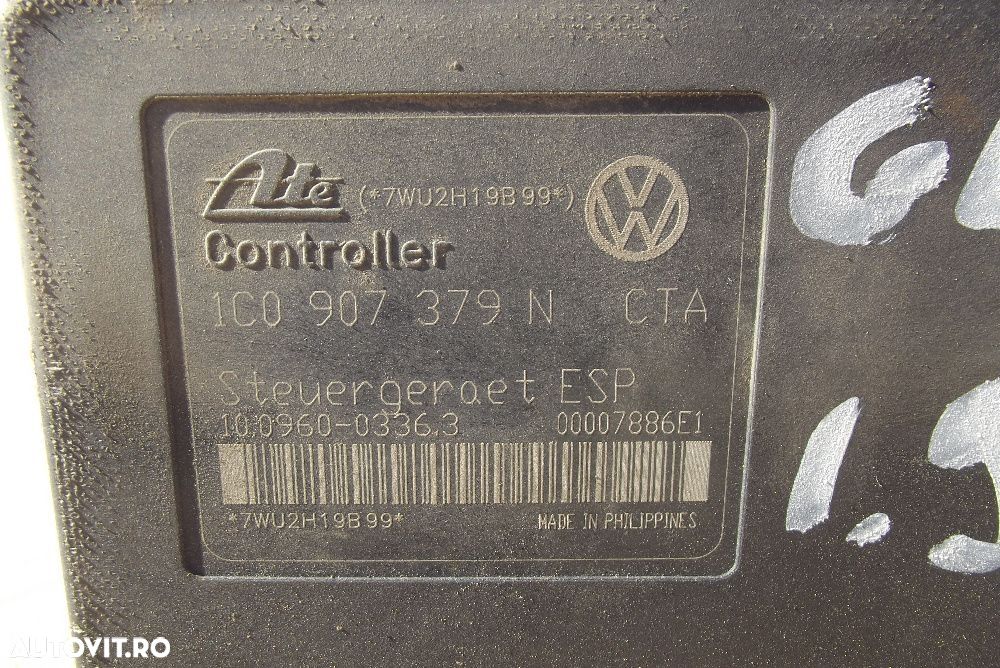 Ate (*7WU2H19B99*)
Controller
1C0 907 379 N CTA
Steuergeraet ESP
10.0960-0336.3 00007886E1
*7WU2H19B99* MADE IN PHILIPPINES
AUTOVIT.RO